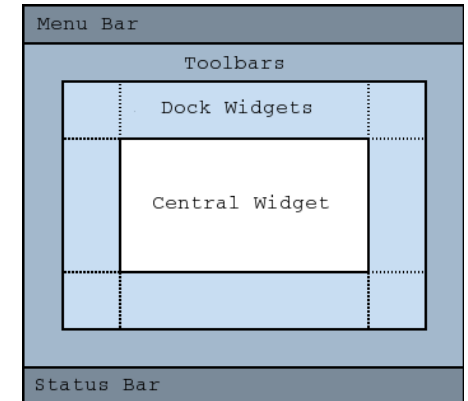 Menu Bar
Toolbars
Dock Widgets
Central Widget
Status Bar